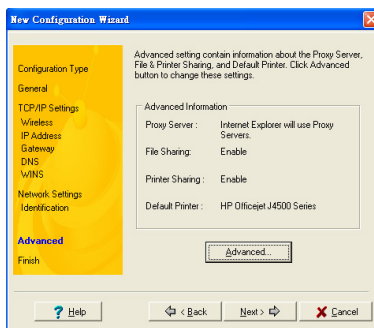 New Configuration Wizard
Configuration Type
General
TCP/IP Settings
Wireless
IP Address
Gateway
DNS
WINS
Network Settings
Identification
Advanced
Finish
Advanced setting contain information about the Proxy Server,
File & Printer Sharing, and Default Printer. Click Advanced
button to change these settings.
Advanced Information
Proxy Server : Internet Explorer will use Proxy
Servers.
File Sharing: Enable
Printer Sharing : Enable
Default Printer : HP Officejet J4500 Series
Advanced...
? Help
< Back
Next >
Cancel